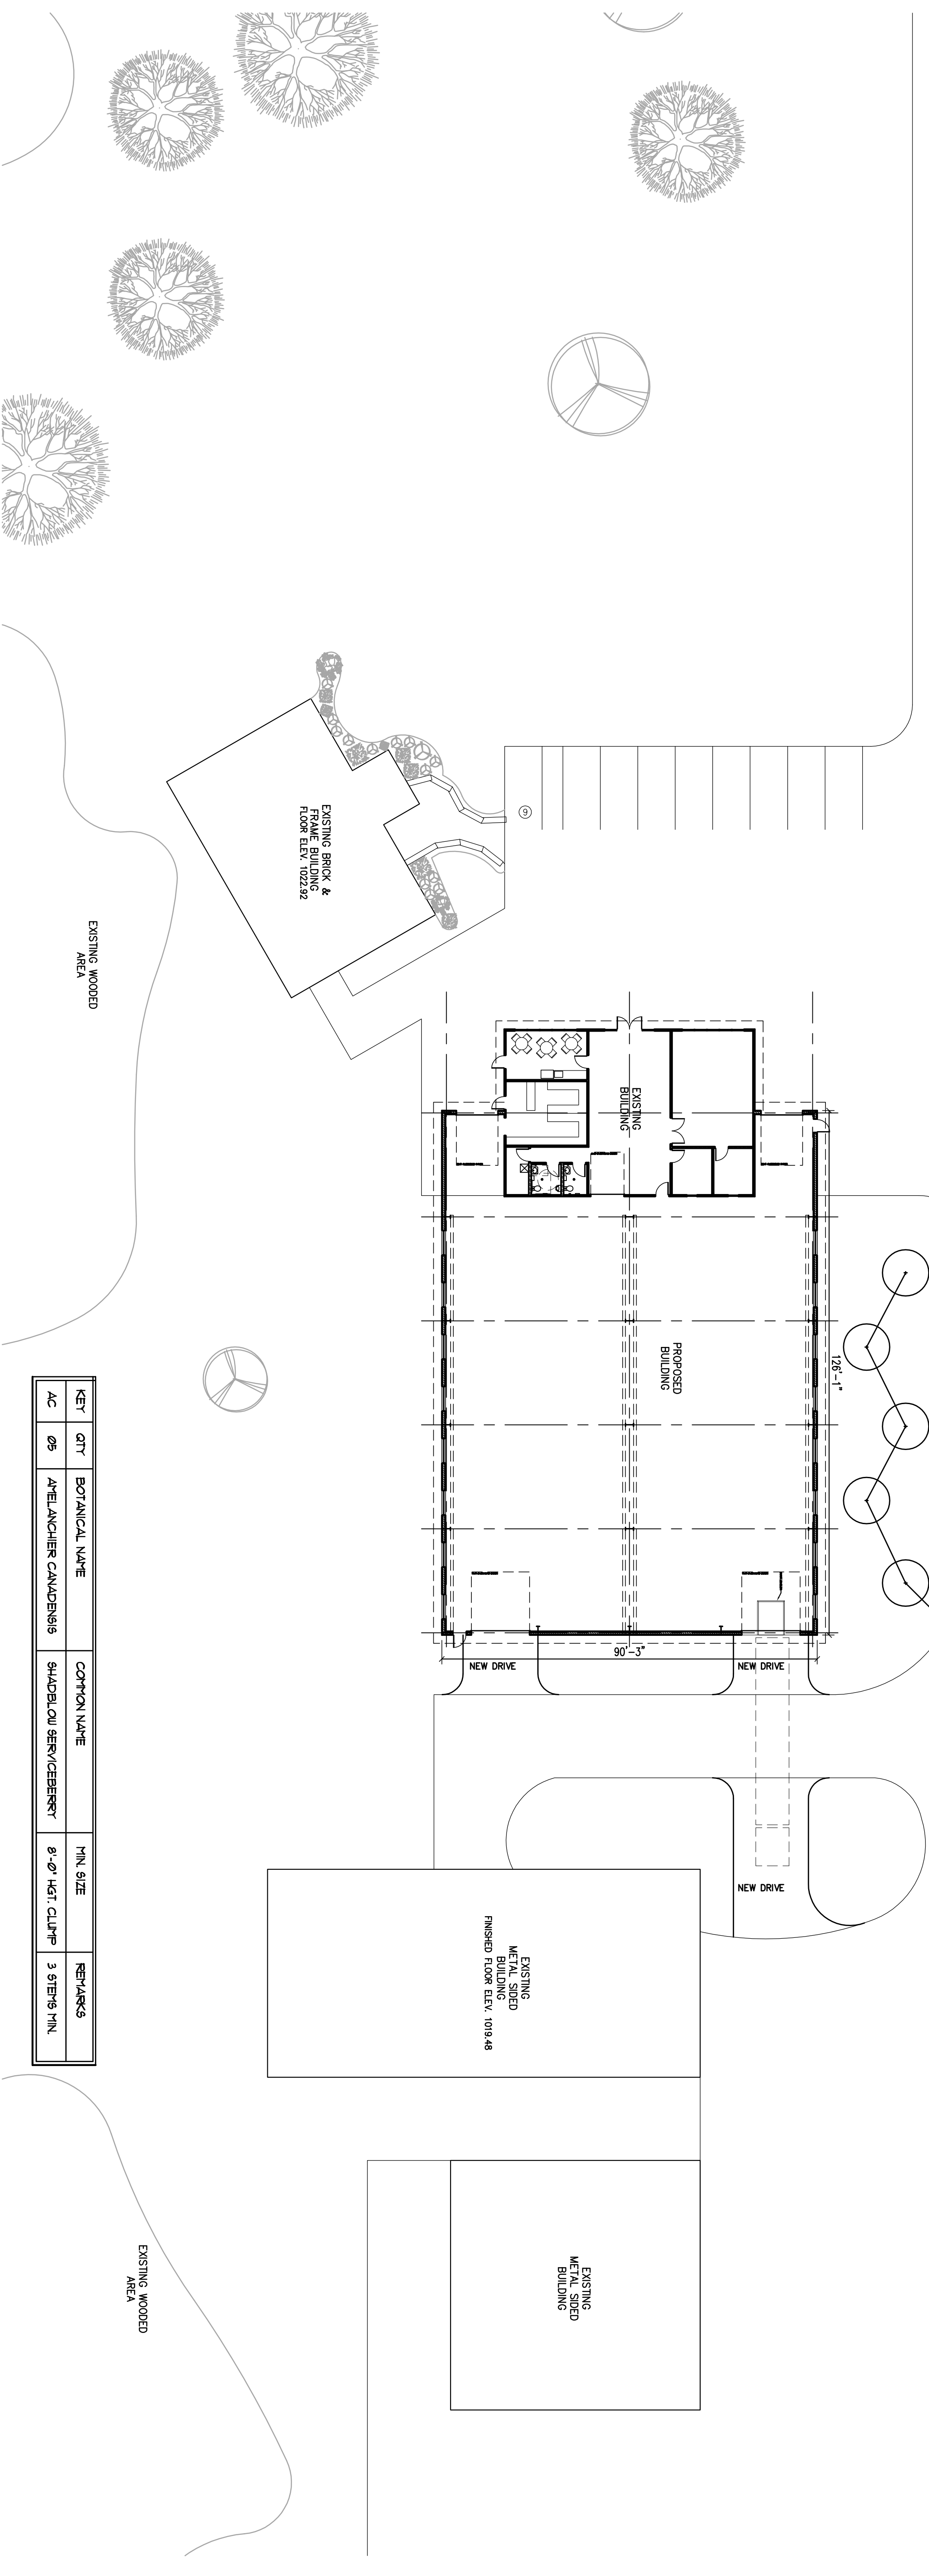 9
EXISTING BRICK &
FRAME BUILDING
FLOOR ELEV. 1022.92
EXISTING WOODED
AREA
EXISTING
BUILDING
PROPOSED
BUILDING
126'-1"
90'-3"
NEW DRIVE
NEW DRIVE
NEW DRIVE
KEY QTY BOTANICAL NAME COMMON NAME MIN. SIZE REMARKS
AC 05 AMELANCHIER CANADENSIS SHADBLOW SERVICEBERRY 8'-0" HGT. CLUMP 3 STEMS MIN.
EXISTING
METAL SIDED
BUILDING
FINISHED FLOOR ELEV. 1019.48
EXISTING
METAL SIDED
BUILDING
EXISTING WOODED
AREA